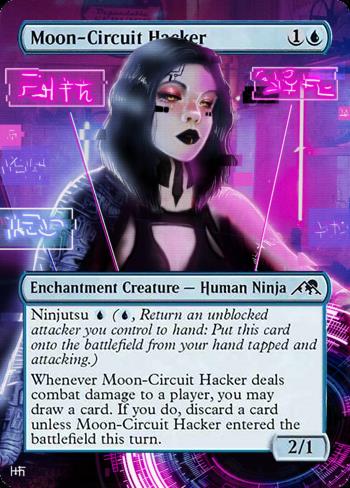 Moon-Circuit Hacker 1
Enchantment Creature — Human Ninja
Ninjutsu (, Return an unblocked
attacker you control to hand: Put this card
onto the battlefield from your hand tapped and
attacking.)
Whenever Moon-Circuit Hacker deals
combat damage to a player, you may
draw a card. If you do, discard a card
unless Moon-Circuit Hacker entered the
battlefield this turn.
2/1